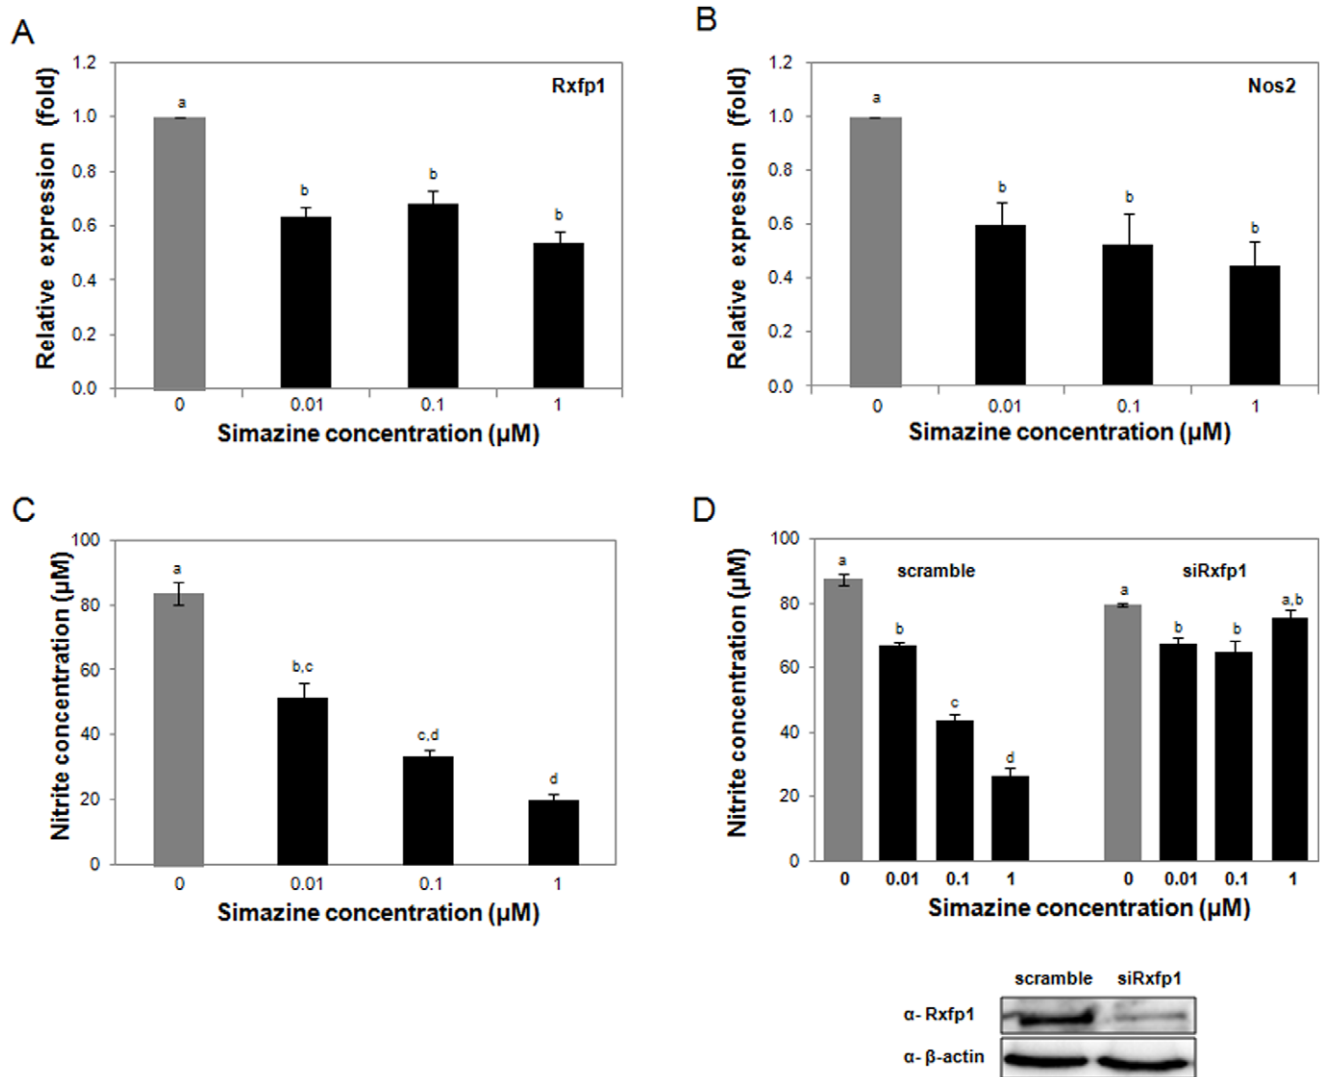 A
Relative expression (fold)
1.2
1.0
0.8
0.6
0.4
0.2
0.0
Rxfp1
a
b
b
b
0
0.01
0.1
1
Simazine concentration (µM)
B
Relative expression (fold)
1.2
1.0
0.8
0.6
0.4
0.2
0.0
Nos2
a
b
b
b
0
0.01
0.1
1
Simazine concentration (µM)
C
Nitrite concentration (µM)
100
80
60
40
20
0
a
b,c
c,d
d
0
0.01
0.1
1
Simazine concentration (µM)
D
Nitrite concentration (µM)
100
80
60
40
20
0
scramble
siRxfp1
a
b
c
d
a
b
b
a,b
0
0.01
0.1
1
0
0.01
0.1
1
Simazine concentration (µM)
scramble
siRxfp1
α- Rxfp1
α- β-actin